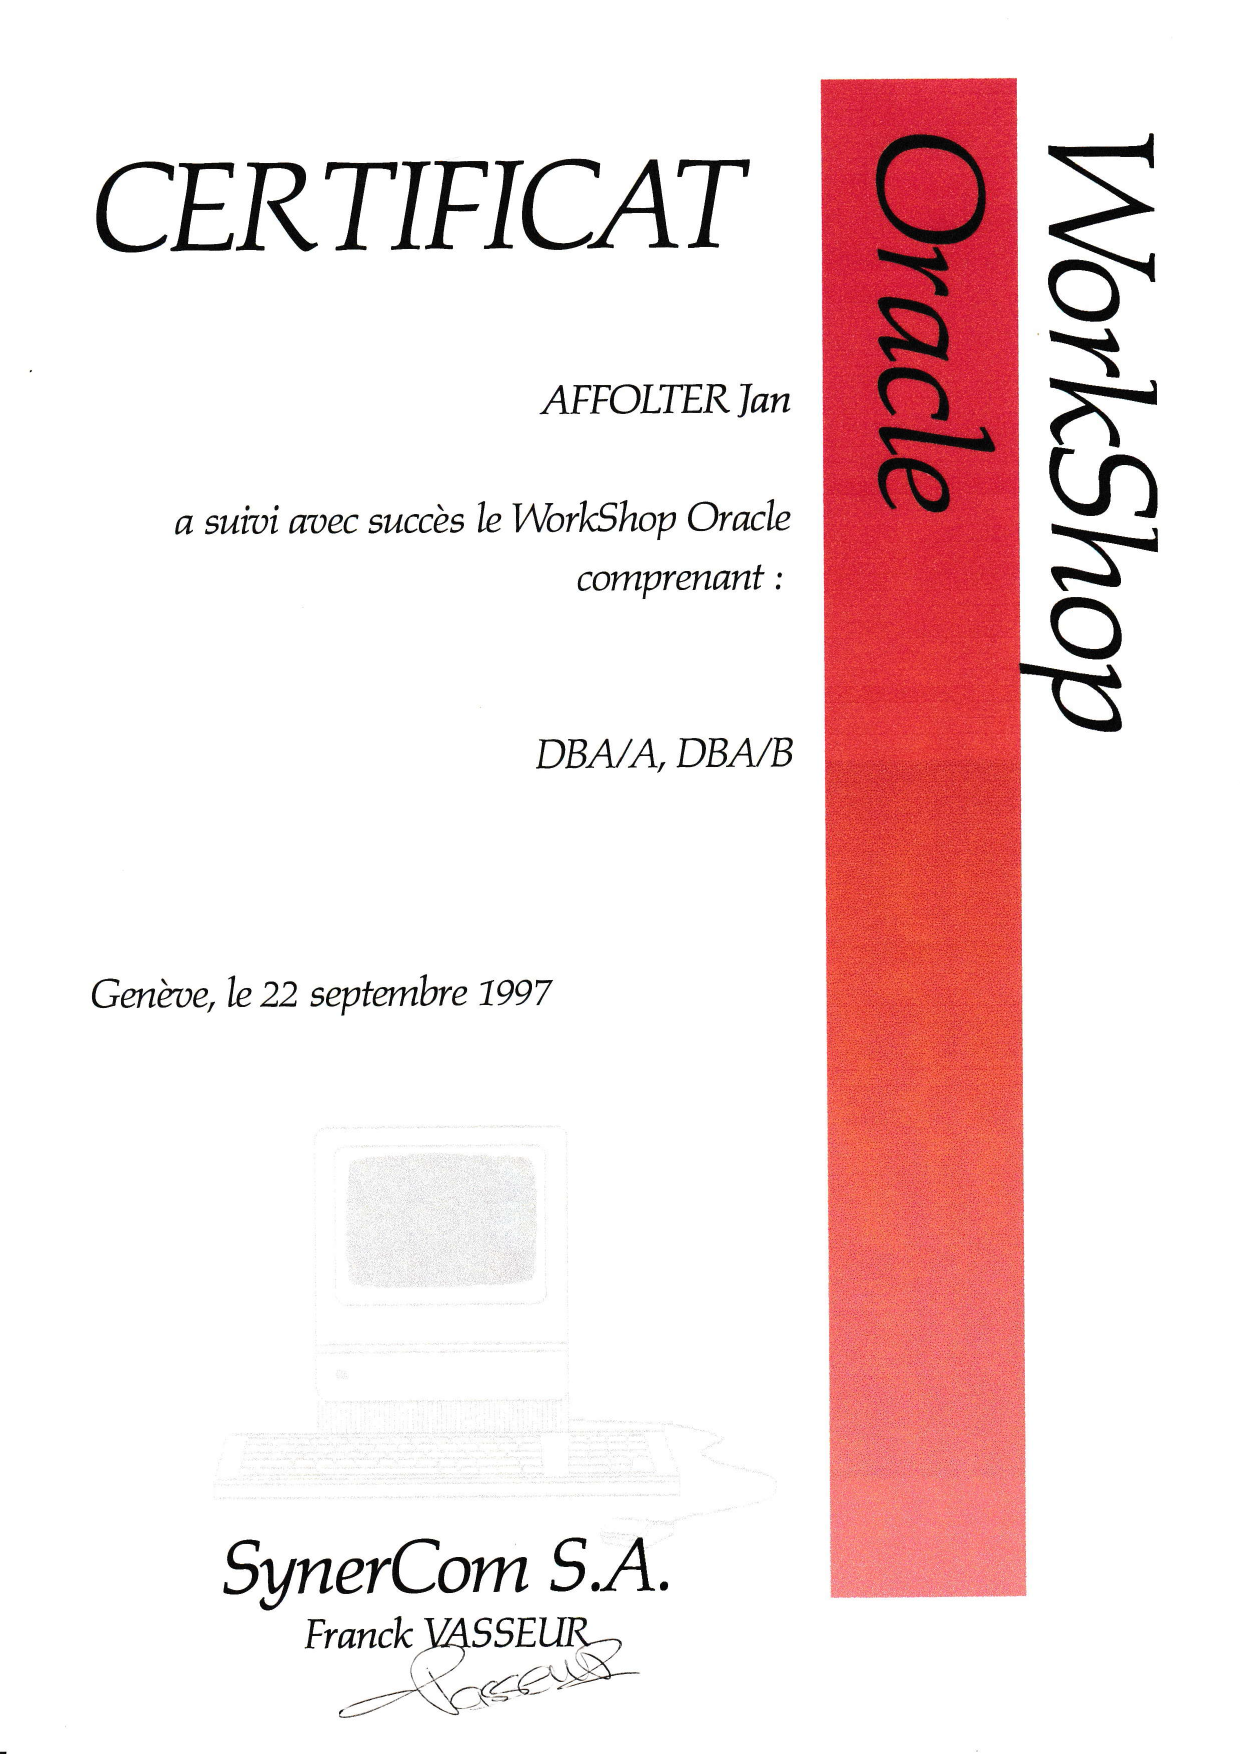 CERTIFICAT
AFFOLTER Jan
a suivi avec succès le WorkShop Oracle
comprenant :
DBA/A, DBA/B
Genève, le 22 septembre 1997
SynerCom S.A.
Franck VASSEUR
Vasseur
Oracle
WorkShop